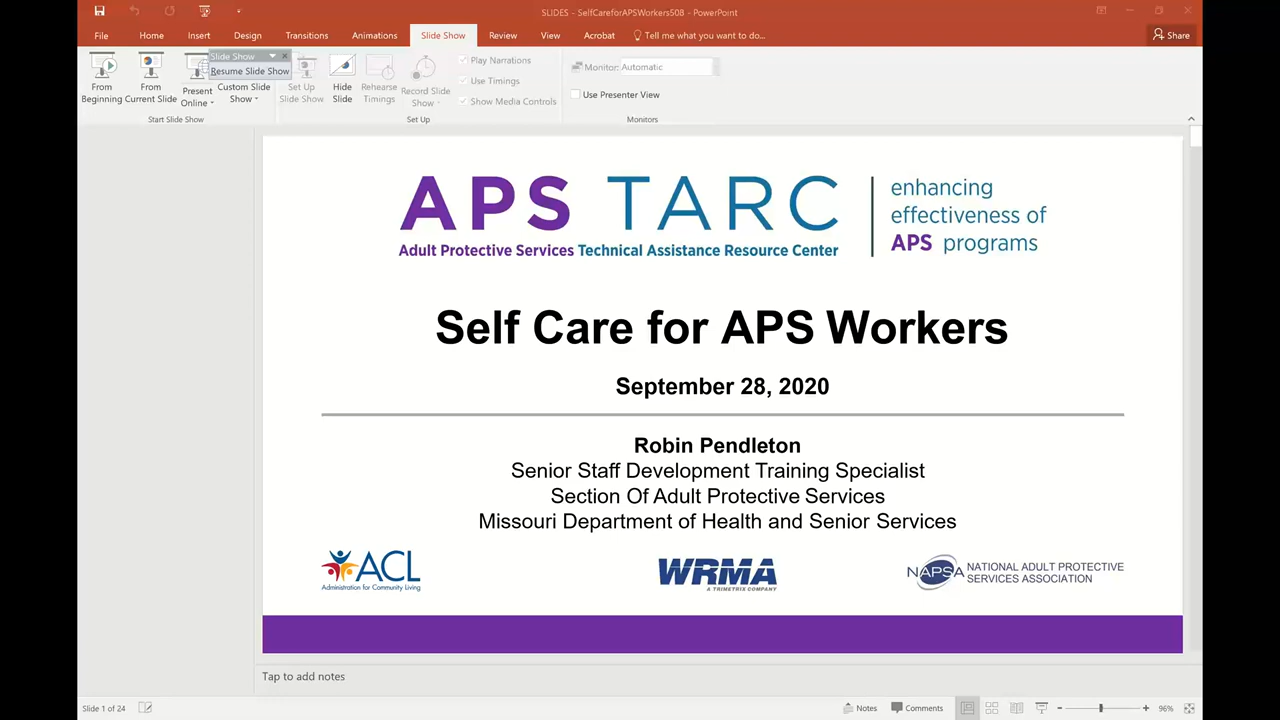 SLIDES - SelfCareforAPSWorkers508 - PowerPoint
File Home Insert Design Transitions Animations Slide Show Review View Acrobat Tell me what you want to do... Share
Slide Show
Resume Slide Show
From Beginning
From Current Slide
Present Online
Custom Slide Show
Set Up Slide Show
Hide Slide
Rehearse Timings
Record Slide Show
Play Narrations
Use Timings
Show Media Controls
Monitor: Automatic
Use Presenter View
Start Slide Show Set Up Monitors
APS TARC
Adult Protective Services Technical Assistance Resource Center
enhancing
effectiveness of
APS programs
Self Care for APS Workers
September 28, 2020
Robin Pendleton
Senior Staff Development Training Specialist
Section Of Adult Protective Services
Missouri Department of Health and Senior Services
ACL
Administration for Community Living
WRMA
A TRIMETRIX COMPANY
NAPSA
NATIONAL ADULT PROTECTIVE
SERVICES ASSOCIATION
Tap to add notes
Slide 1 of 24 Notes Comments 96%